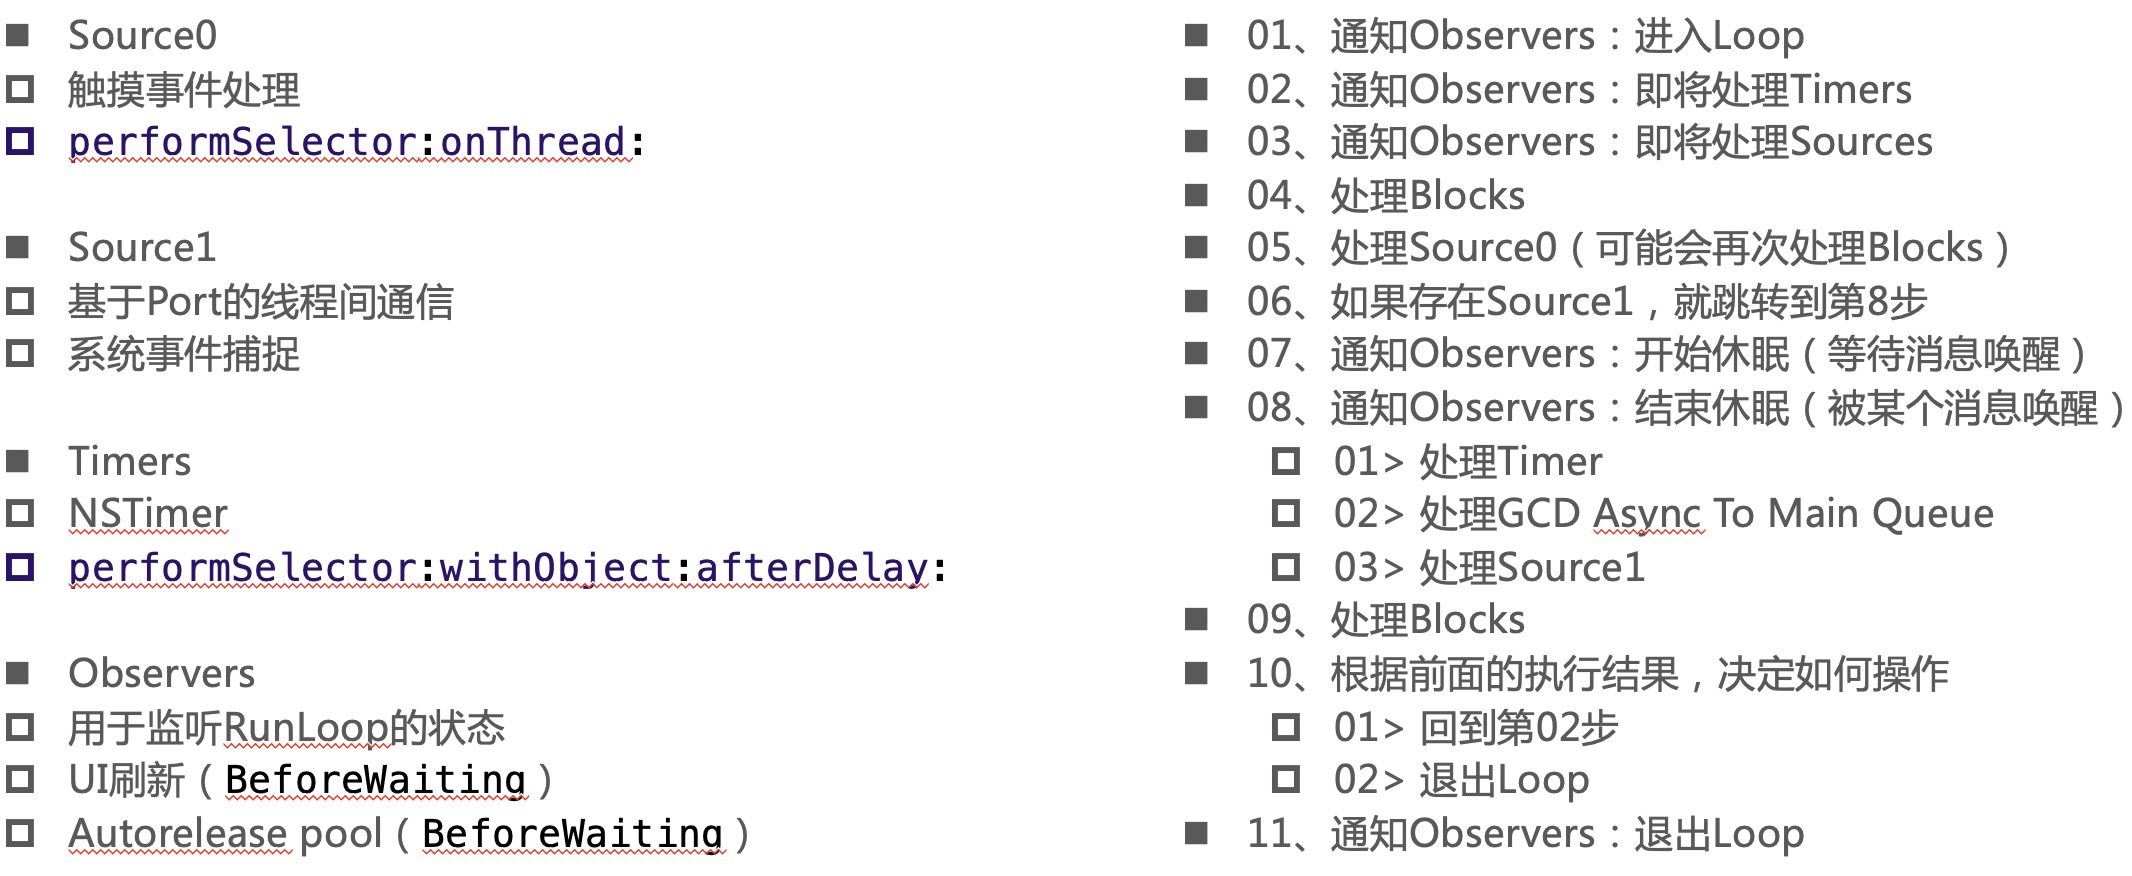 Source0
触摸事件处理
performSelector:onThread:
Source1
基于Port的线程间通信
系统事件捕捉
Timers
NSTimer
performSelector:withObject:afterDelay:
Observers
用于监听RunLoop的状态
UI刷新（BeforeWaiting）
Autorelease pool（BeforeWaiting）
01、通知Observers：进入Loop
02、通知Observers：即将处理Timers
03、通知Observers：即将处理Sources
04、处理Blocks
05、处理Source0（可能会再次处理Blocks）
06、如果存在Source1，就跳转到第8步
07、通知Observers：开始休眠（等待消息唤醒）
08、通知Observers：结束休眠（被某个消息唤醒）
01> 处理Timer
02> 处理GCD Async To Main Queue
03> 处理Source1
09、处理Blocks
10、根据前面的执行结果，决定如何操作
01> 回到第02步
02> 退出Loop
11、通知Observers：退出Loop